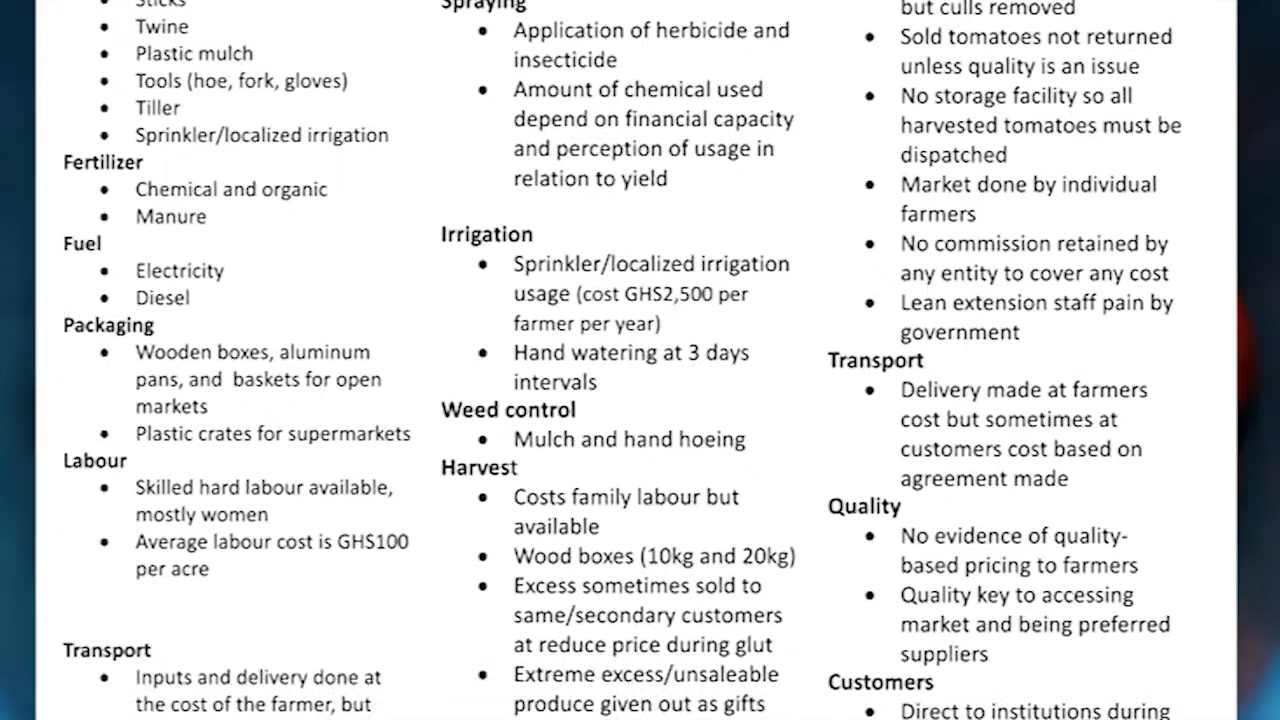 Sticks
Twine
Plastic mulch
Tools (hoe, fork, gloves)
Tiller
Sprinkler/localized irrigation
Fertilizer
Chemical and organic
Manure
Fuel
Electricity
Diesel
Packaging
Wooden boxes, aluminum
pans, and  baskets for open
markets
Plastic crates for supermarkets
Labour
Skilled hard labour available,
mostly women
Average labour cost is GHS100
per acre
Transport
Inputs and delivery done at
the cost of the farmer, but
Spraying
Application of herbicide and
insecticide
Amount of chemical used
depend on financial capacity
and perception of usage in
relation to yield
Irrigation
Sprinkler/localized irrigation
usage (cost GHS2,500 per
farmer per year)
Hand watering at 3 days
intervals
Weed control
Mulch and hand hoeing
Harvest
Costs family labour but
available
Wood boxes (10kg and 20kg)
Excess sometimes sold to
same/secondary customers
at reduce price during glut
Extreme excess/unsaleable
produce given out as gifts
but culls removed
Sold tomatoes not returned
unless quality is an issue
No storage facility so all
harvested tomatoes must be
dispatched
Market done by individual
farmers
No commission retained by
any entity to cover any cost
Lean extension staff pain by
government
Transport
Delivery made at farmers
cost but sometimes at
customers cost based on
agreement made
Quality
No evidence of quality-
based pricing to farmers
Quality key to accessing
market and being preferred
suppliers
Customers
Direct to institutions during